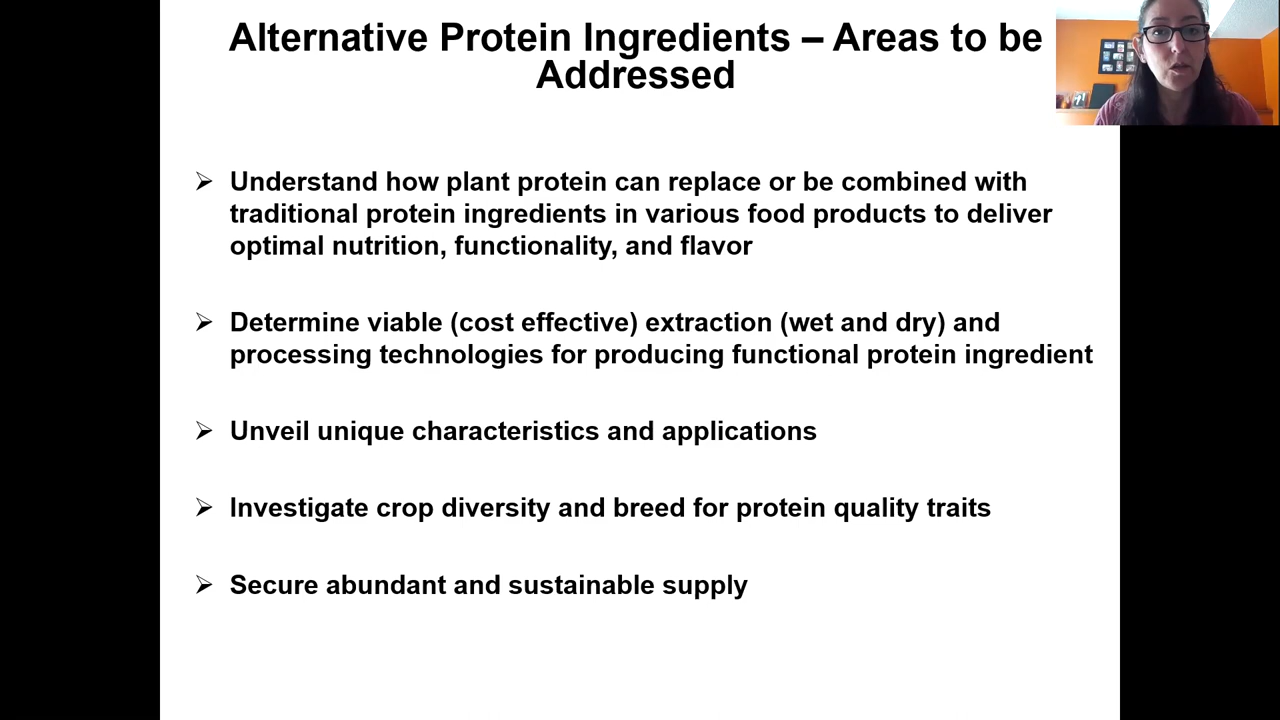 Alternative Protein Ingredients – Areas to be
Addressed
➢ Understand how plant protein can replace or be combined with
traditional protein ingredients in various food products to deliver
optimal nutrition, functionality, and flavor
➢ Determine viable (cost effective) extraction (wet and dry) and
processing technologies for producing functional protein ingredient
➢ Unveil unique characteristics and applications
➢ Investigate crop diversity and breed for protein quality traits
➢ Secure abundant and sustainable supply